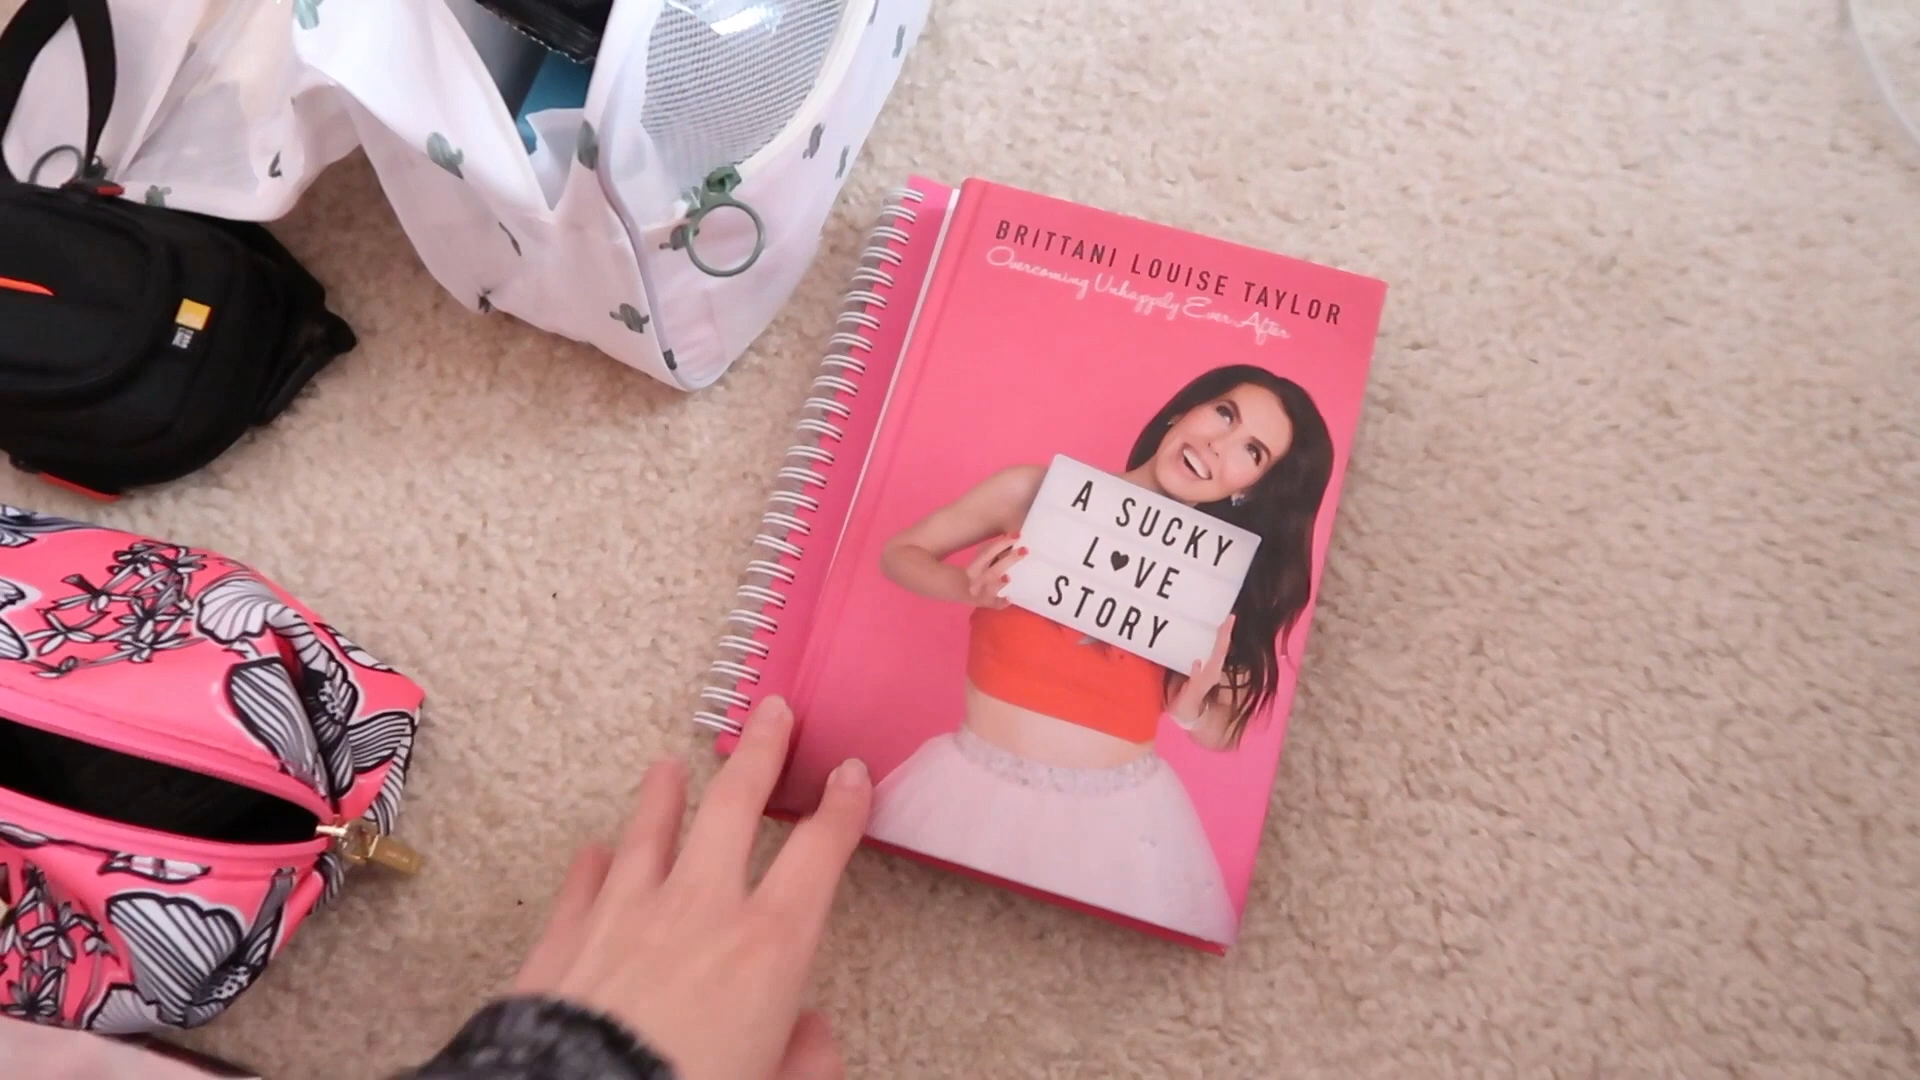 BRITTANI LOUISE TAYLOR
Overcoming Unhappily Ever After
A SUCKY
L♥VE
STORY